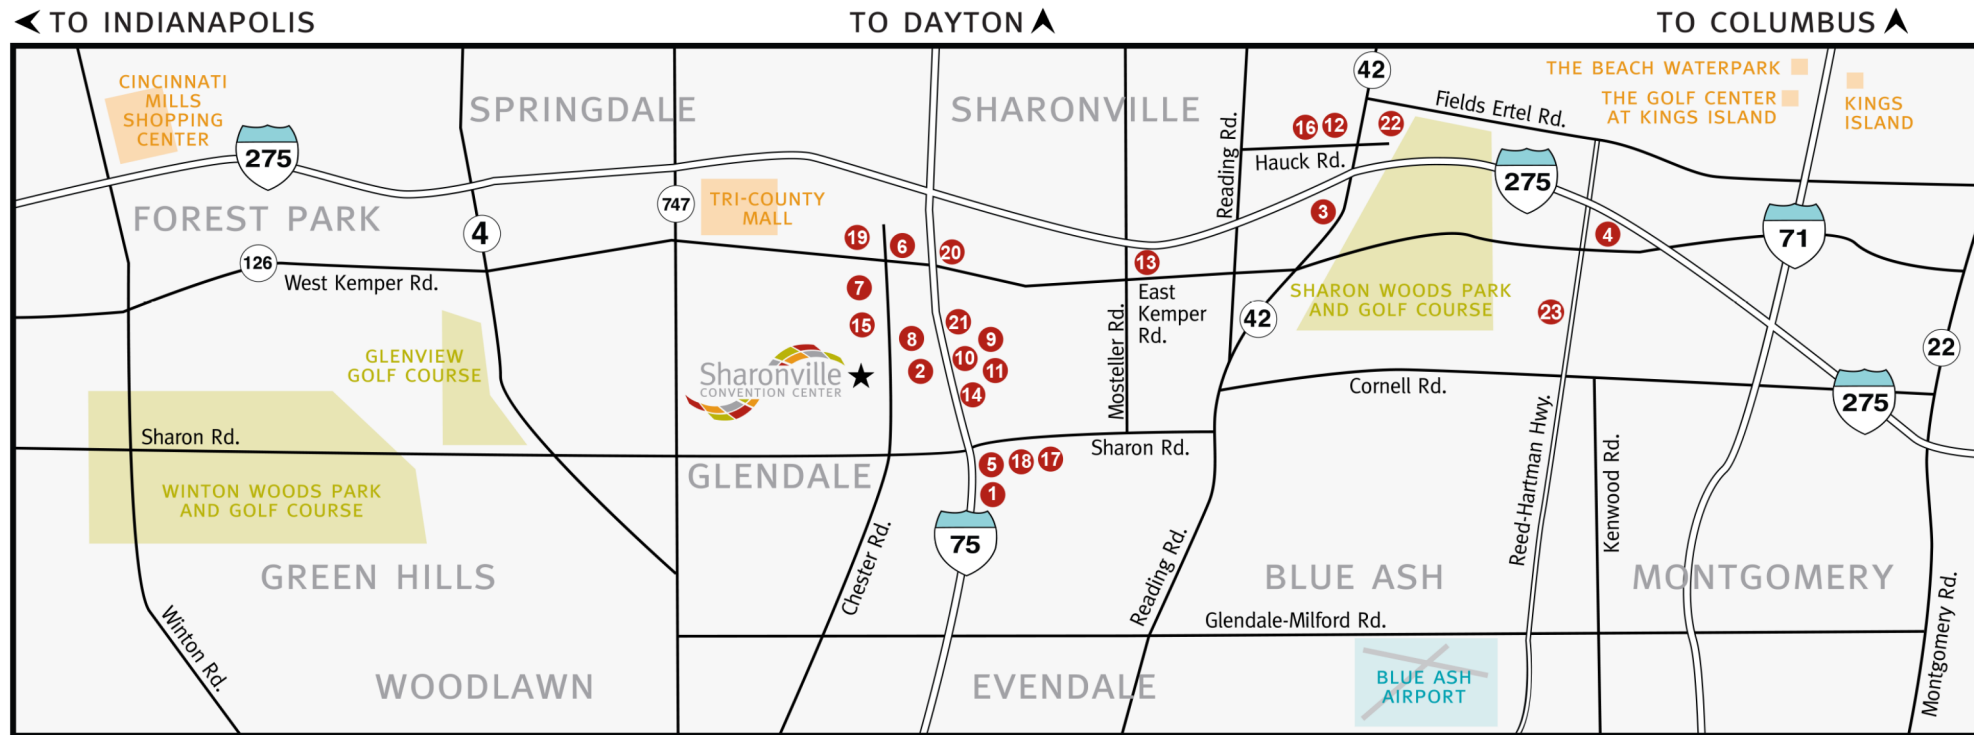 TO INDIANAPOLIS
TO DAYTON
TO COLUMBUS
CINCINNATI
MILLS
SHOPPING
CENTER
SPRINGDALE
SHARONVILLE
42
Fields Ertel Rd.
THE BEACH WATERPARK
THE GOLF CENTER
AT KINGS ISLAND
KINGS
ISLAND
275
16
12
22
Reading Rd.
Hauck Rd.
275
FOREST PARK
4
747
TRI-COUNTY
MALL
3
4
71
126
West Kemper Rd.
19
6
20
13
7
15
East
Kemper
Rd.
Mosteller Rd.
42
SHARON WOODS PARK
AND GOLF COURSE
23
22
8
21
9
10
2
11
14
GLENVIEW
GOLF COURSE
Sharonville
CONVENTION CENTER
Cornell Rd.
275
Sharon Rd.
Sharon Rd.
GLENDALE
5
18
17
1
WINTON WOODS PARK
AND GOLF COURSE
75
Reed-Hartman Hwy.
Kenwood Rd.
GREEN HILLS
Chester Rd.
Reading Rd.
BLUE ASH
MONTGOMERY
Winton Rd.
Glendale-Milford Rd.
Montgomery Rd.
WOODLAWN
EVENDALE
BLUE ASH
AIRPORT